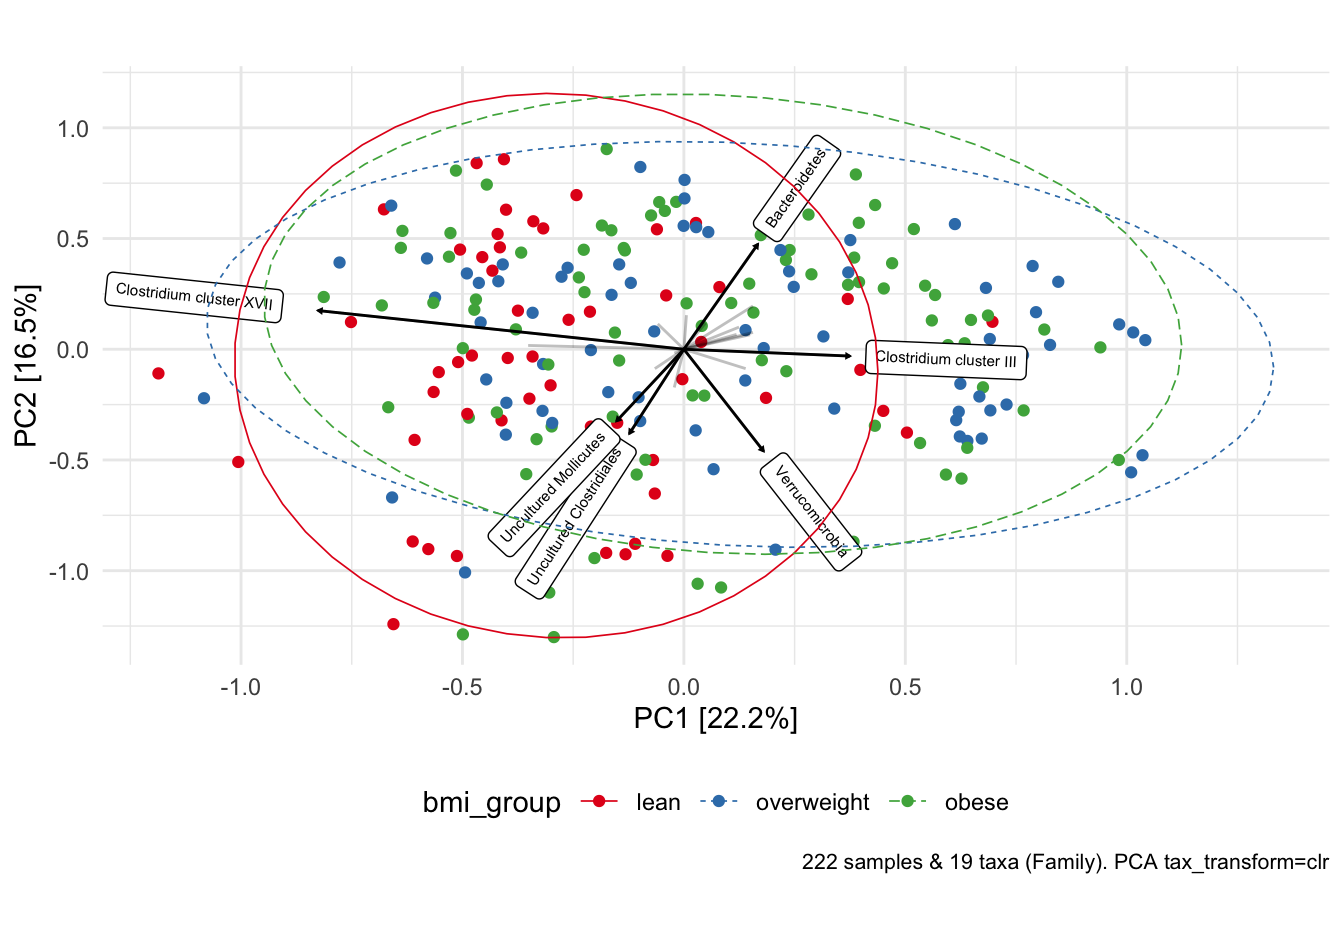 PC2 [16.5%]
1.0
0.5
0.0
-0.5
-1.0
Bacteroidetes
Clostridium cluster XVII
Clostridium cluster III
Uncultured Mollicutes
Uncultured Clostridiales
Verrucomicrobia
-1.0 -0.5 0.0 0.5 1.0
PC1 [22.2%]
bmi_group lean overweight obese
222 samples & 19 taxa (Family). PCA tax_transform=clr